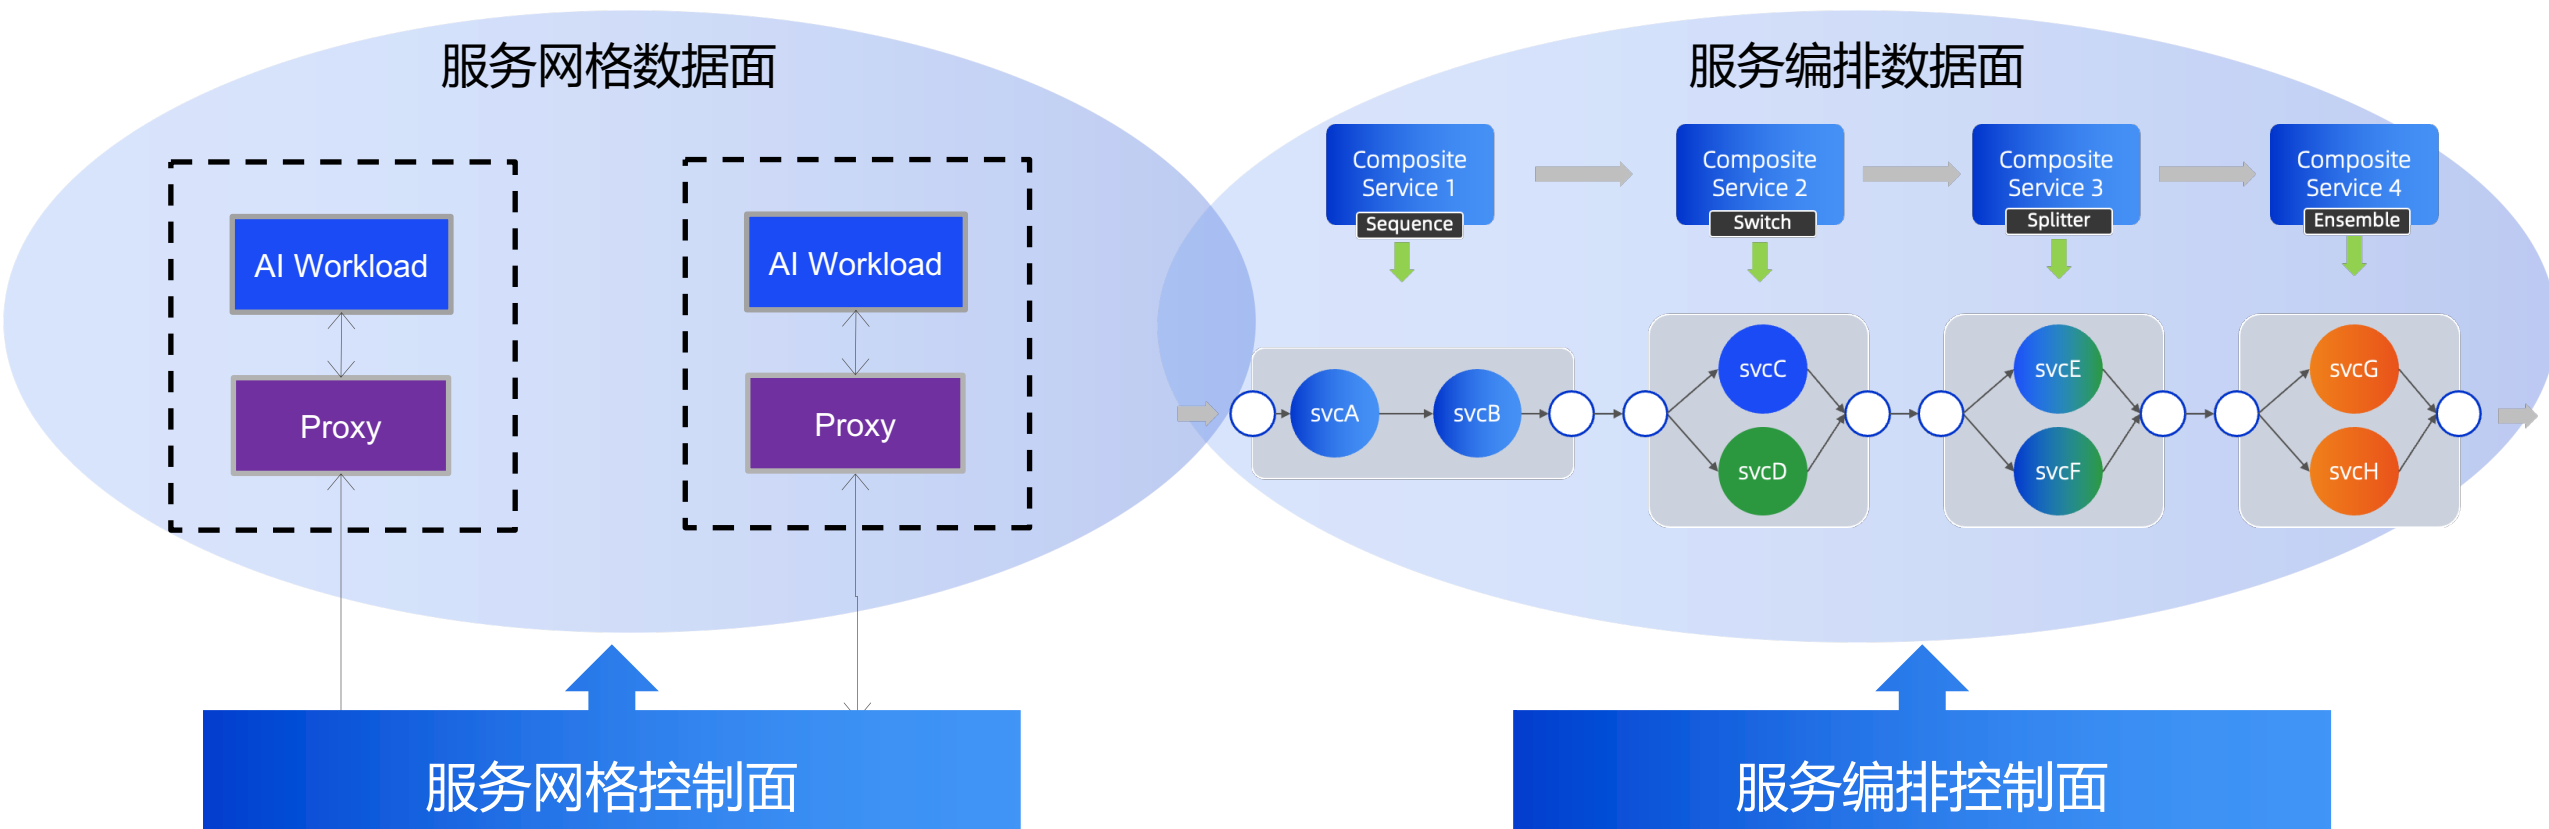 服务网格数据面
AI Workload
Proxy
AI Workload
Proxy
服务网格控制面
服务编排数据面
Composite
Service 1
Sequence
Composite
Service 2
Switch
Composite
Service 3
Splitter
Composite
Service 4
Ensemble
svcA
svcB
svcC
svcD
svcE
svcF
svcG
svcH
服务编排控制面